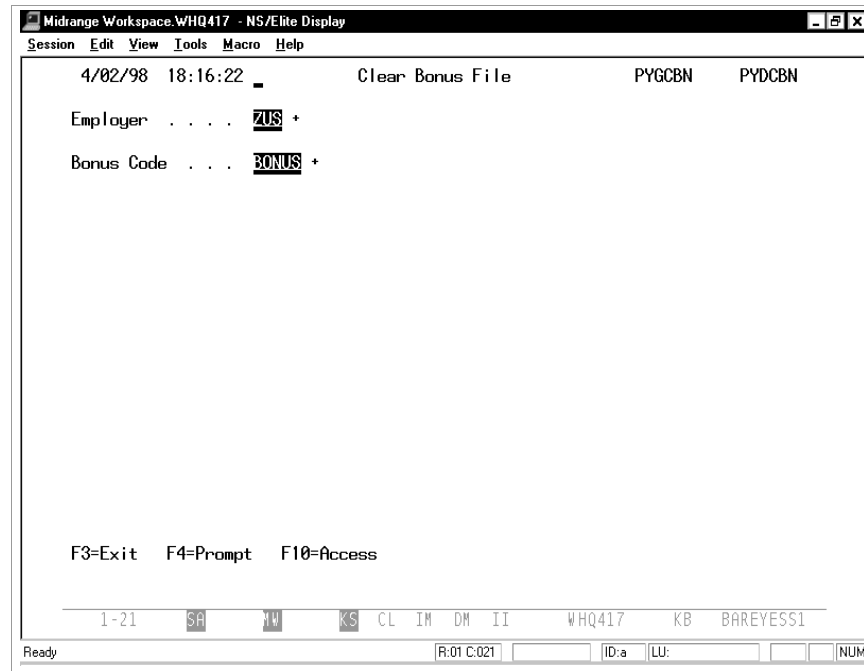 Midrange Workspace.WHQ417 - NS/Elite Display
Session Edit View Tools Macro Help
4/02/98 18:16:22 _ Clear Bonus File PYGCBN PYDCBN
Employer . . . . ZUS +
Bonus Code . . . BONUS +
F3=Exit F4=Prompt F10=Access
1-21 SA MW KS CL IM DM II WHQ417 KB BAREYESS1
Ready R:01 C:021 ID:a LU: NUM